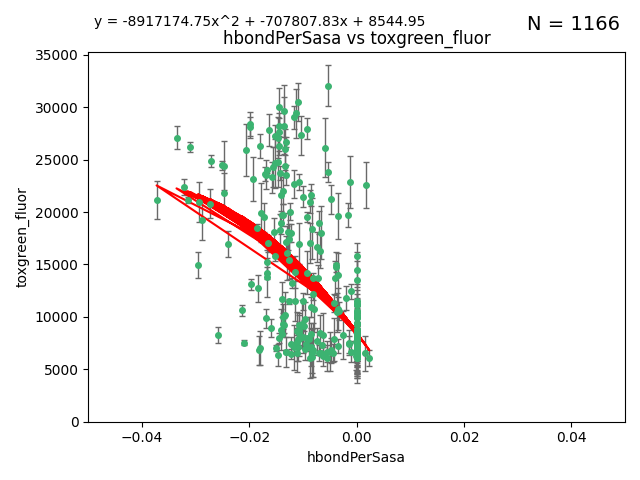 y = -8917174.75x^2 + -707807.83x + 8544.95
N = 1166
hbondPerSasa vs toxgreen_fluor
35000
30000
25000
20000
15000
10000
5000
0
toxgreen_fluor
−0.04
−0.02
0.00
0.02
0.04
hbondPerSasa